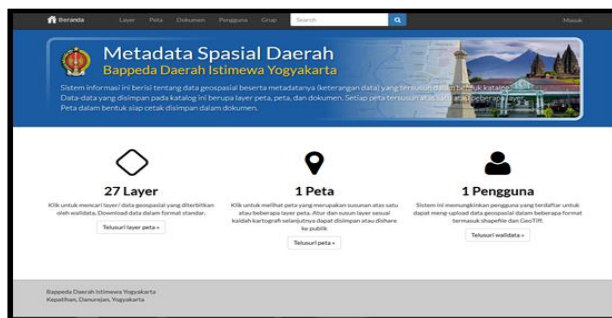 Beranda Layer Peta Dokumen Pengguna Grup Search Masuk
Metadata Spasial Daerah
Bappeda Daerah Istimewa Yogyakarta
Sistem informasi ini berisi tentang data geospasial beserta metadatanya (keterangan data) yang tersusun dalam bentuk katalog.
Data-data yang disimpan pada katalog ini berupa layer peta, peta, dan dokumen. Setiap peta tersusun atas satu atau beberapa layer.
Peta dalam bentuk siap cetak disimpan dalam dokumen.
27 Layer
Klik untuk mencari layer/ data geospasial yang diterbitkan
oleh walidata, Download data dalam format standar.
Telusuri layer peta »
1 Peta
Klik untuk melihat peta yang merupakan susunan atas satu
atau beberapa layer peta. Atur dan susun layer sesuai
kaidah kartografi selanjutnya dapat disimpan atau dishare
ke publik
Telusuri peta »
1 Pengguna
Sistem ini memungkinkan pengguna yang terdaftar untuk
dapat meng-upload data geospasial dalam beberapa format
termasuk shapefile dan GeoTiff.
Telusuri walidata »
Bappeda Daerah Istimewa Yogyakarta
Kepatihan, Danurejan, Yogyakarta